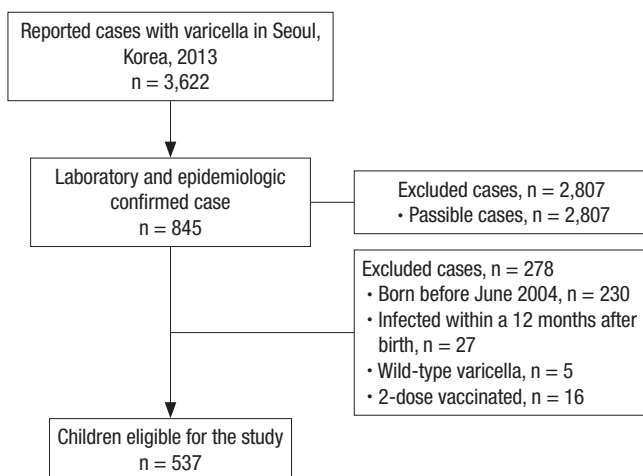 Reported cases with varicella in Seoul,
Korea, 2013
n = 3,622
Laboratory and epidemiologic
confirmed case
n = 845
Excluded cases, n = 2,807
• Passible cases, n = 2,807
Excluded cases, n = 278
• Born before June 2004, n = 230
• Infected within a 12 months after
birth, n = 27
• Wild-type varicella, n = 5
• 2-dose vaccinated, n = 16
Children eligible for the study
n = 537